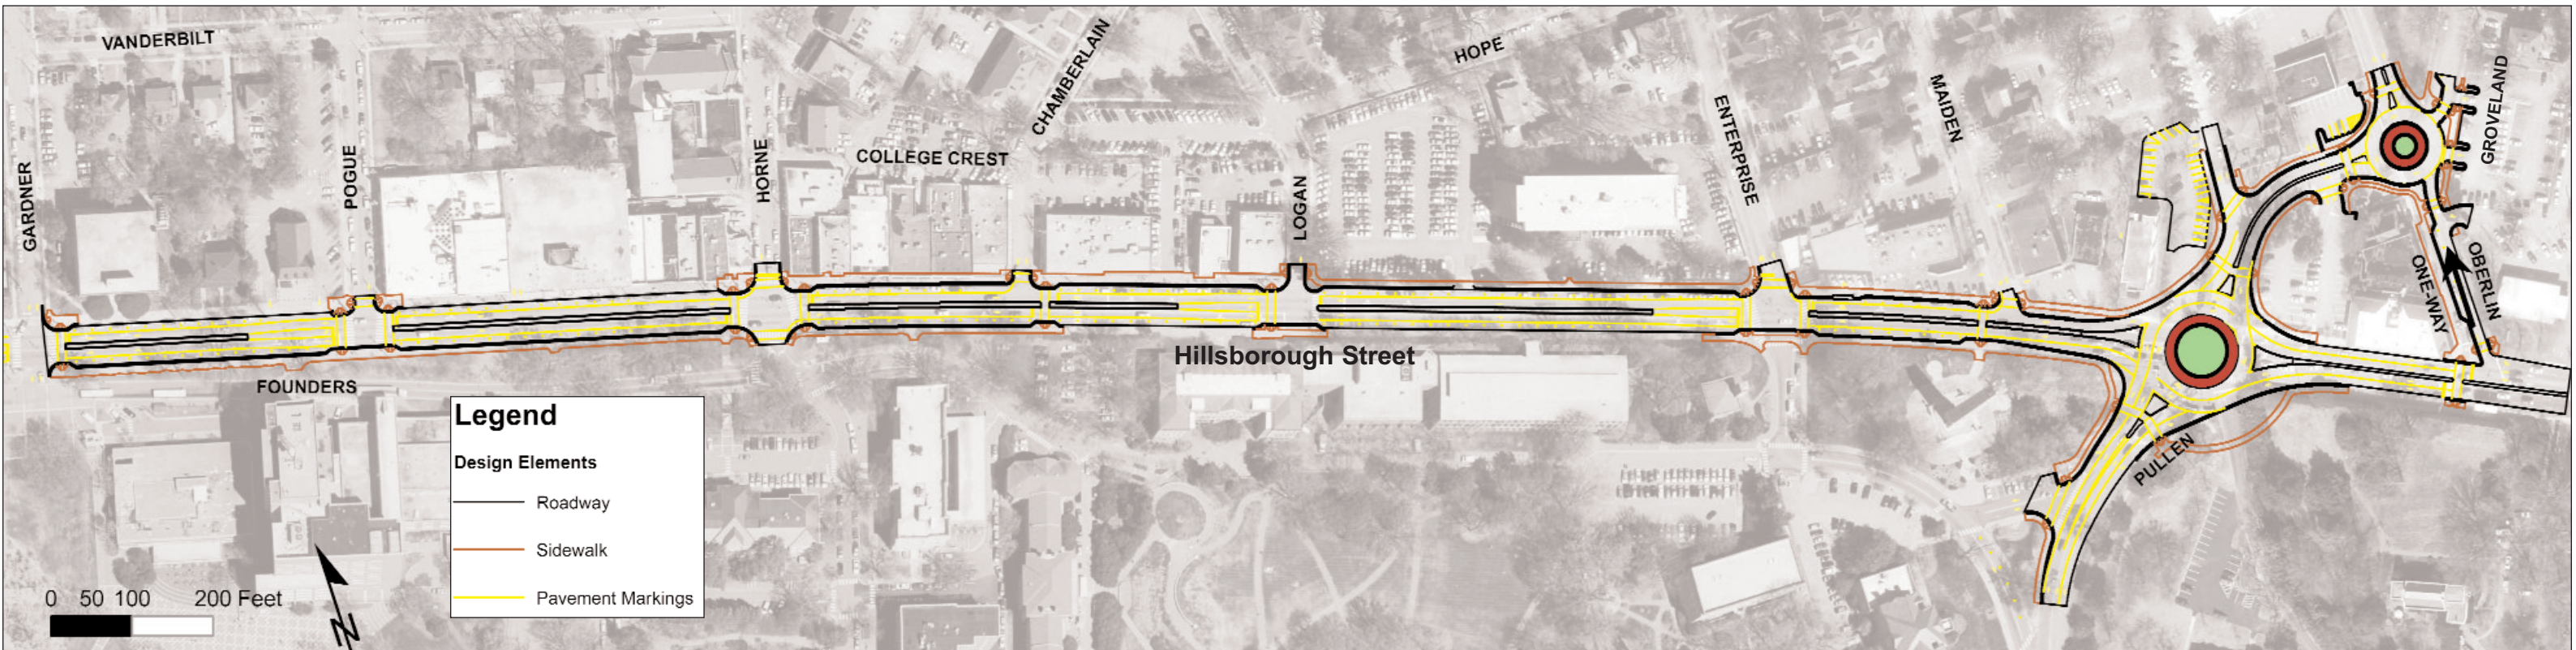 VANDERBILT
CHAMBERLAIN
HOPE
GROVELAND
MAIDEN
ENTERPRISE
GARDNER
POGUE
HORNE
COLLEGE CREST
LOGAN
OBERLIN
ONE-WAY
Hillsborough Street
FOUNDERS
PULLEN
Legend
Design Elements
Roadway
Sidewalk
Pavement Markings
0 50 100 200 Feet
N